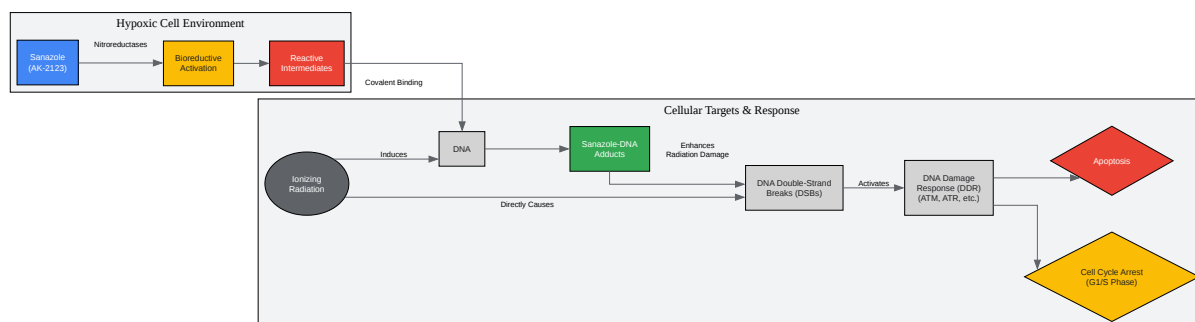 Hypoxic Cell Environment
Sanazole
(AK-2123)
Nitroreductases
Bioreductive
Activation
Reactive
Intermediates
Covalent Binding
Cellular Targets & Response
Ionizing
Radiation
Induces
DNA
Sanazole-DNA
Adducts
Enhances
Radiation Damage
Directly Causes
DNA Double-Strand
Breaks (DSBs)
Activates
DNA Damage
Response (DDR)
(ATM, ATR, etc.)
Apoptosis
Cell Cycle Arrest
(G1/S Phase)